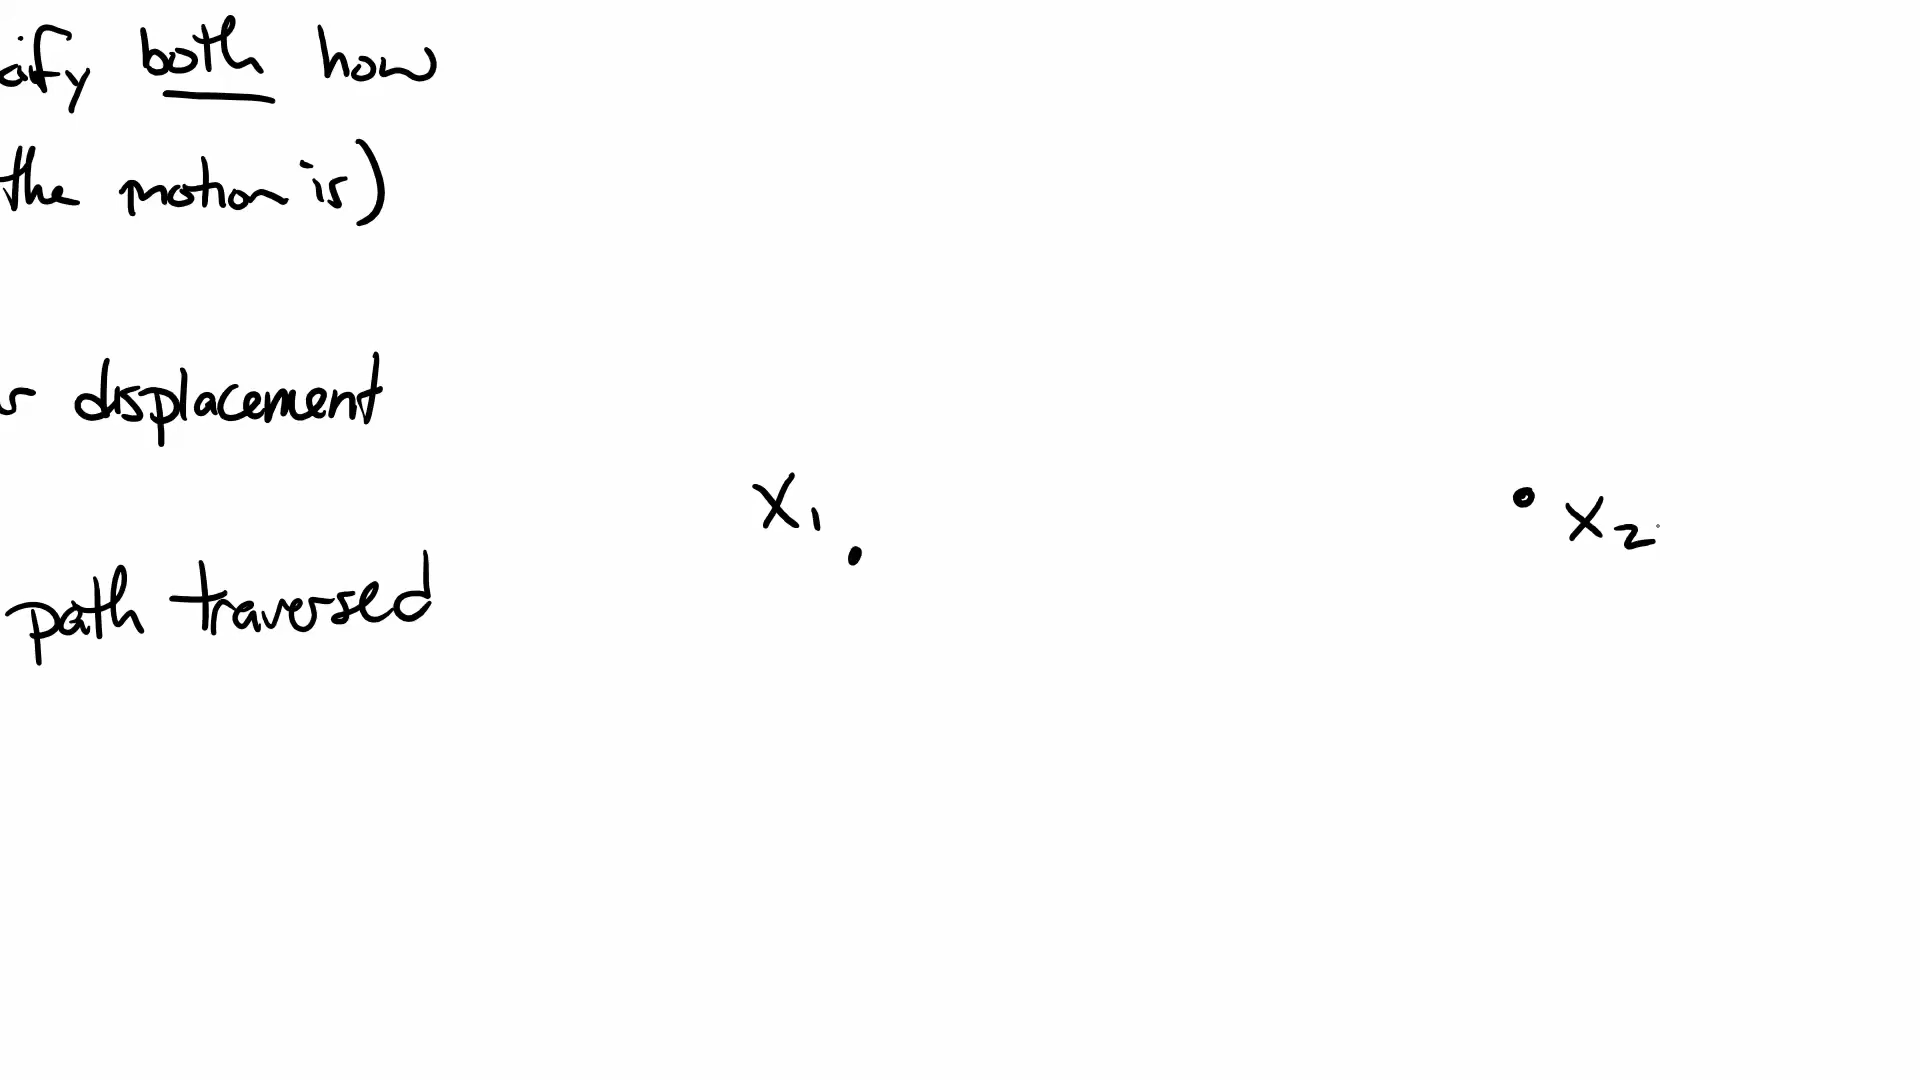 both how
the motion is)
displacement
path traversed
X₁
X₂